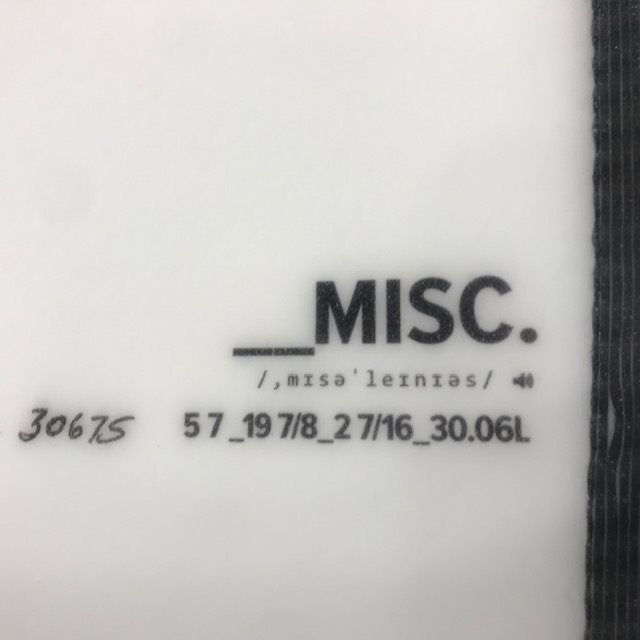 __MISC.
/ˌmɪsəˈleɪnɪəs/
30675 5 7_19 7/8_2 7/16_30.06L